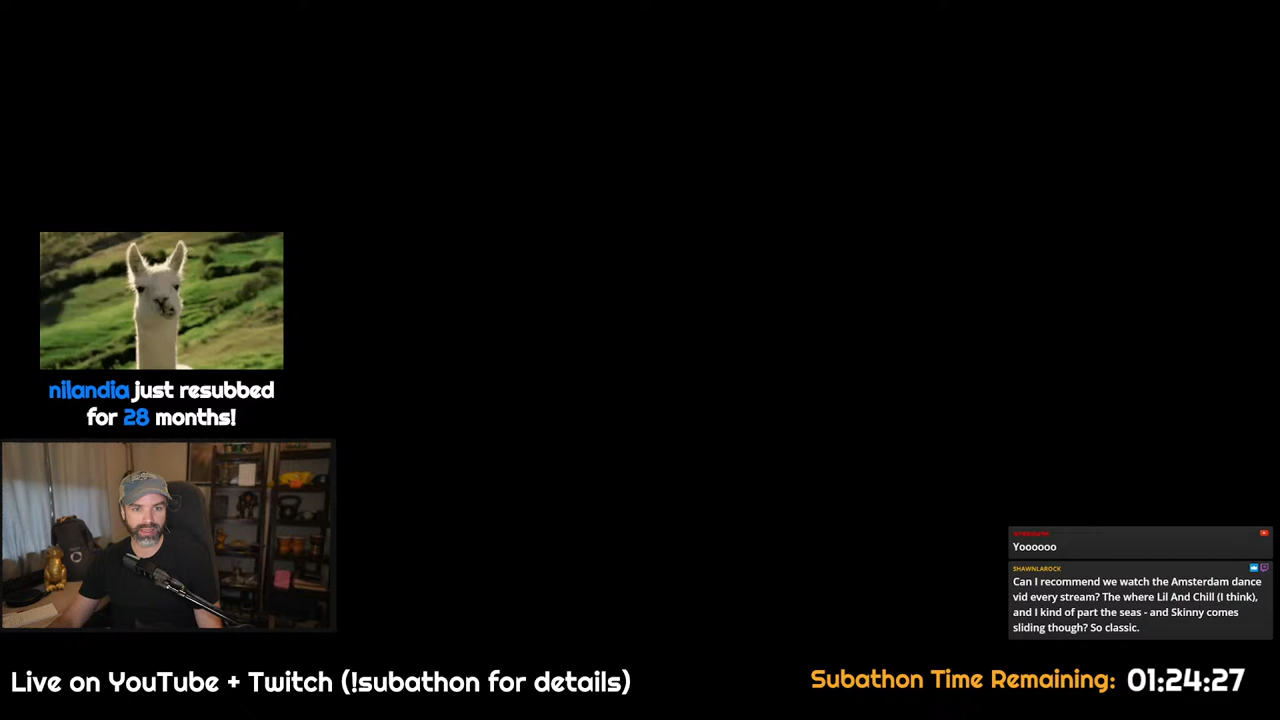 nilandia just resubbed
for 28 months!
Yoooooo
SHAWNLAROCK
Can I recommend we watch the Amsterdam dance
vid every stream? The where Lil And Chill (I think),
and I kind of part the seas - and Skinny comes
sliding though? So classic.
Live on YouTube + Twitch (!subathon for details)
Subathon Time Remaining: 01:24:27